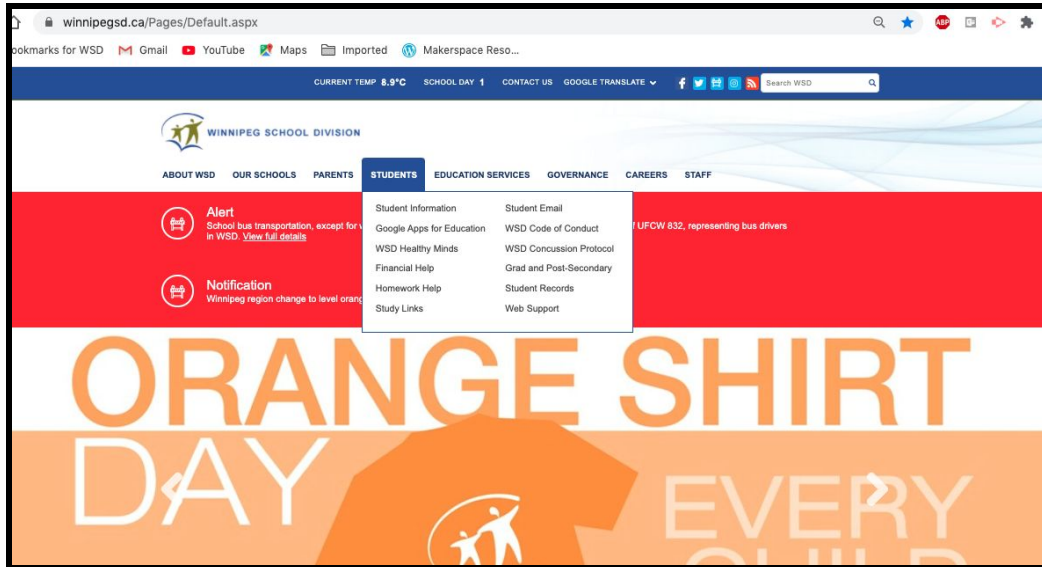 winnipegsd.ca/Pages/Default.aspx
ookmarks for WSD Gmail YouTube Maps Imported Makerspace Reso...
CURRENT TEMP 8.9°C SCHOOL DAY 1 CONTACT US GOOGLE TRANSLATE Search WSD
WINNIPEG SCHOOL DIVISION
ABOUT WSD OUR SCHOOLS PARENTS STUDENTS EDUCATION SERVICES GOVERNANCE CAREERS STAFF
Student Information Student Email
Google Apps for Education WSD Code of Conduct
WSD Healthy Minds WSD Concussion Protocol
Financial Help Grad and Post-Secondary
Homework Help Student Records
Study Links Web Support
Alert
School bus transportation, except for UFCW 832, representing bus drivers
in WSD. View full details
Notification
Winnipeg region change to level orang
ORANGE SHIRT
DAY
EVERY
CHILD